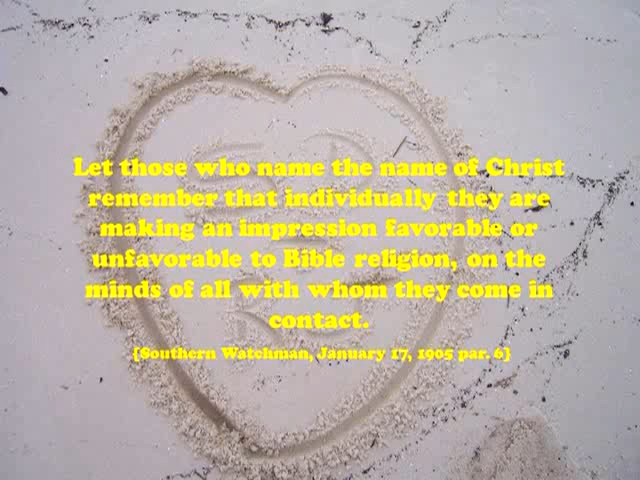 Let those who name the name of Christ
remember that individually they are
making an impression favorable or
unfavorable to Bible religion, on the
minds of all with whom they come in
contact.
{Southern Watchman, January 17, 1905 par. 6}